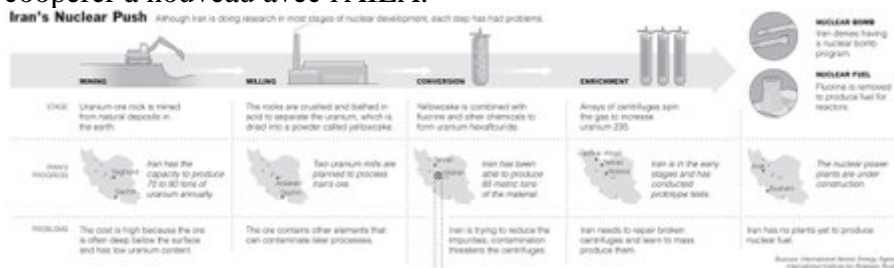 coopérer à nouveau avec l'AIEA.
Iran's Nuclear Push Although Iran is doing research in most stages of nuclear development, each step has had problems.
MINING
MILLING
CONVERSION
ENRICHMENT
NUCLEAR BOMB
Iran denies having
a nuclear bomb
program.
NUCLEAR FUEL
Fluorine is removed
to produce fuel for
reactors.
STAGE
Uranium ore rock is mined
from natural deposits in
the earth.
The rocks are crushed and bathed in
acid to separate the uranium, which is
dried into a powder called yellowcake.
Yellowcake is combined with
fluorine and other chemicals to
form uranium hexafluoride.
Arrays of centrifuges spin
the gas to increase
uranium 235.
IRAN'S
PROGRESS
Iran has the
capacity to produce
70 to 90 tons of
uranium annually.
Two uranium mills are
planned to process
Iran's ore.
Iran has been
able to produce
85 metric tons
of the material.
Iran is in the early
stages and has
conducted
prototype tests.
The nuclear power
plants are under
construction.
PROBLEMS
The cost is high because the ore
is often deep below the surface
and has low uranium content.
The ore contains other elements that
can contaminate later processes.
Iran is trying to reduce the
impurities; contamination
threatens the centrifuges.
Iran needs to repair broken
centrifuges and learn to mass
produce them.
Iran has no plants yet to produce
nuclear fuel.